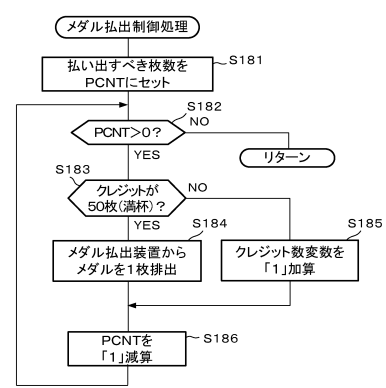 メダル払出制御処理
払い出すべき枚数を
PCNTにセット
S181
PCNT>0？
S182
NO
YES
リターン
S183
クレジットが
50枚(満杯)？
NO
YES
S184
メダル払出装置から
メダルを1枚排出
S185
クレジット数変数を
「1」加算
PCNTを
「1」減算
S186